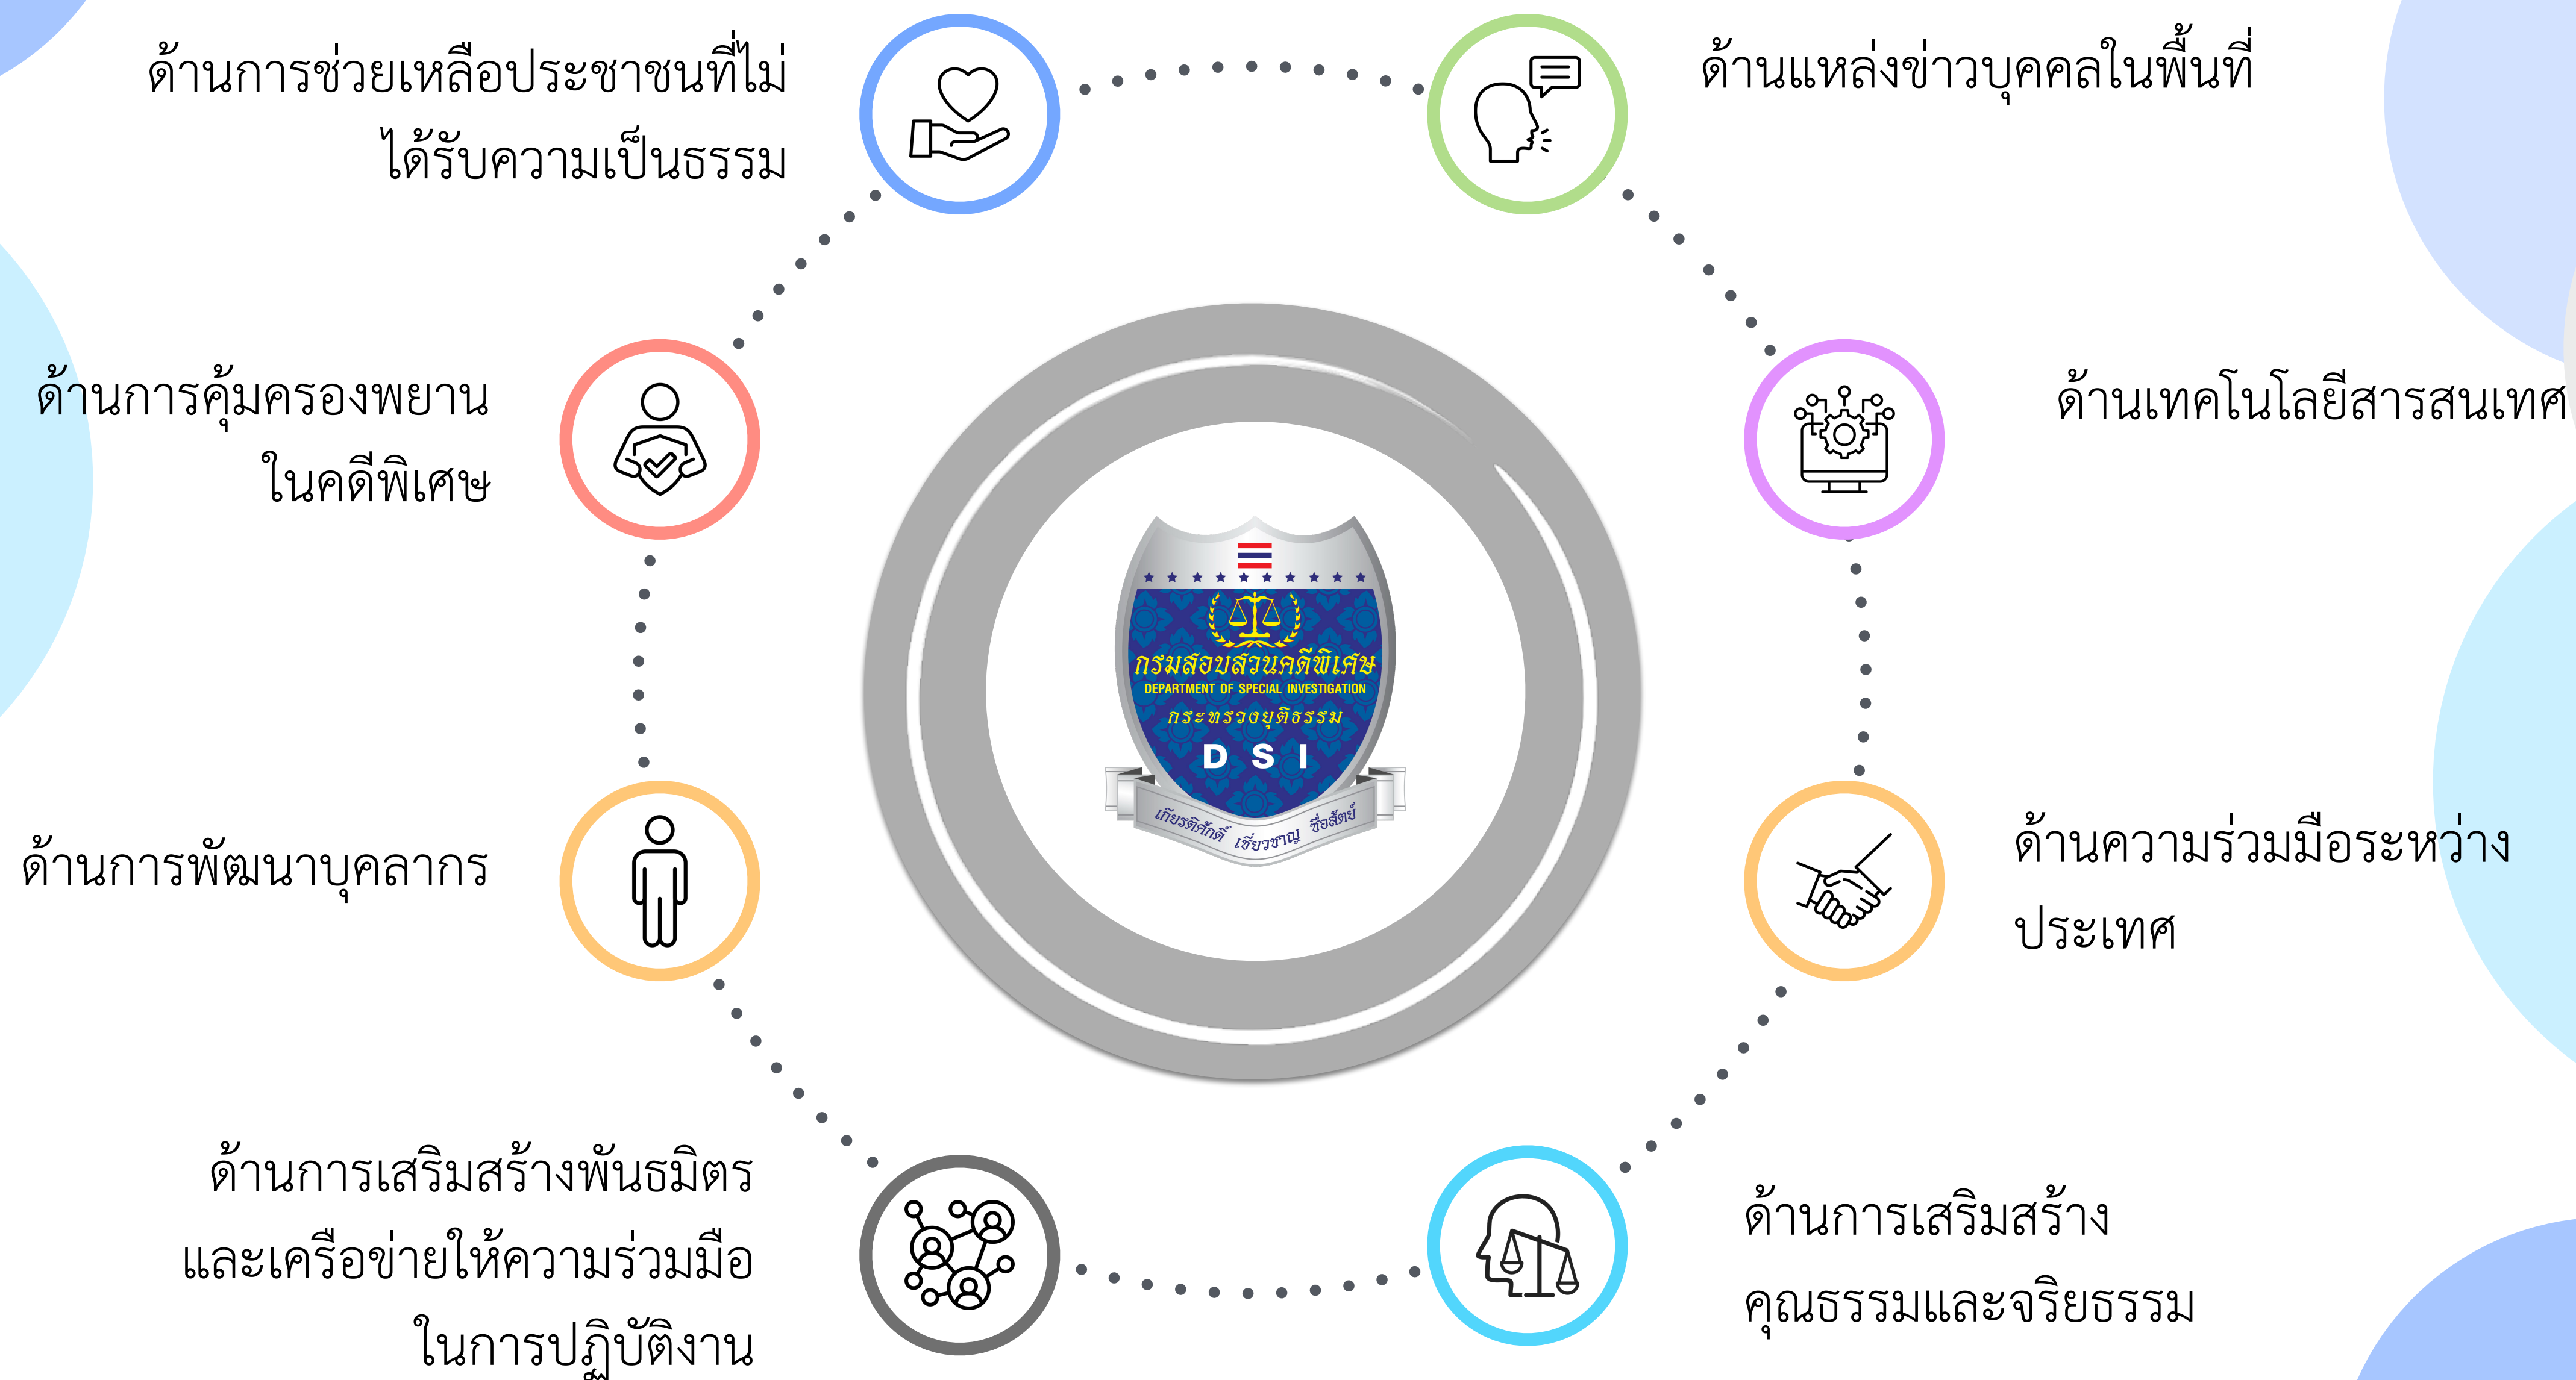 ด้านการช่วยเหลือประชาชนที่ไม่
ได้รับความเป็นธรรม
ด้านแหล่งข่าวบุคคลในพื้นที่
ด้านการคุ้มครองพยาน
ในคดีพิเศษ
ด้านเทคโนโลยีสารสนเทศ
กรมสอบสวนคดีพิเศษ
DEPARTMENT OF SPECIAL INVESTIGATION
กระทรวงยุติธรรม
DSI
เกียรติศักดิ์ เชี่ยวชาญ ซื่อสัตย์
ด้านการพัฒนาบุคลากร
ด้านความร่วมมือระหว่าง
ประเทศ
ด้านการเสริมสร้างพันธมิตร
และเครือข่ายให้ความร่วมมือ
ในการปฏิบัติงาน
ด้านการเสริมสร้าง
คุณธรรมและจริยธรรม